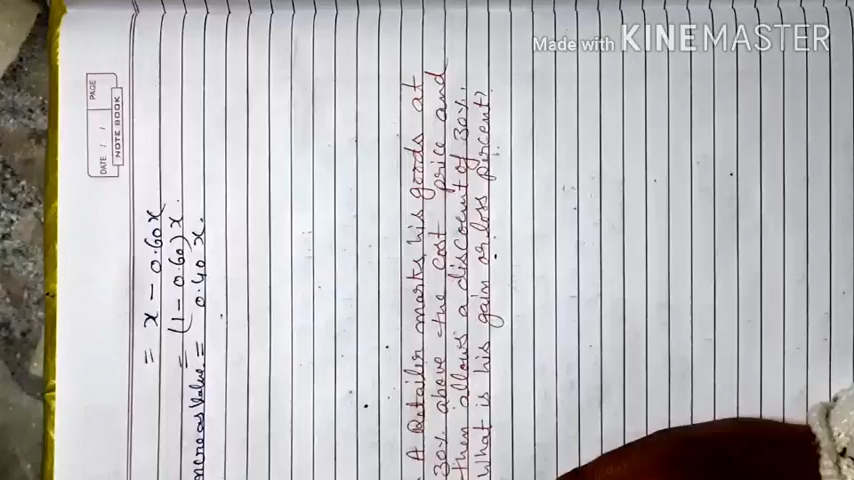 Made with KINEMASTER
PAGE
DATE / /
NOTE BOOK
= x - 0.60x
= (1 - 0.60) x.
Value = 0.40 x.
A Retailer marks his goods at
30% above the cost price and
then allows a discount of 30%.
What is his gain or loss percent?